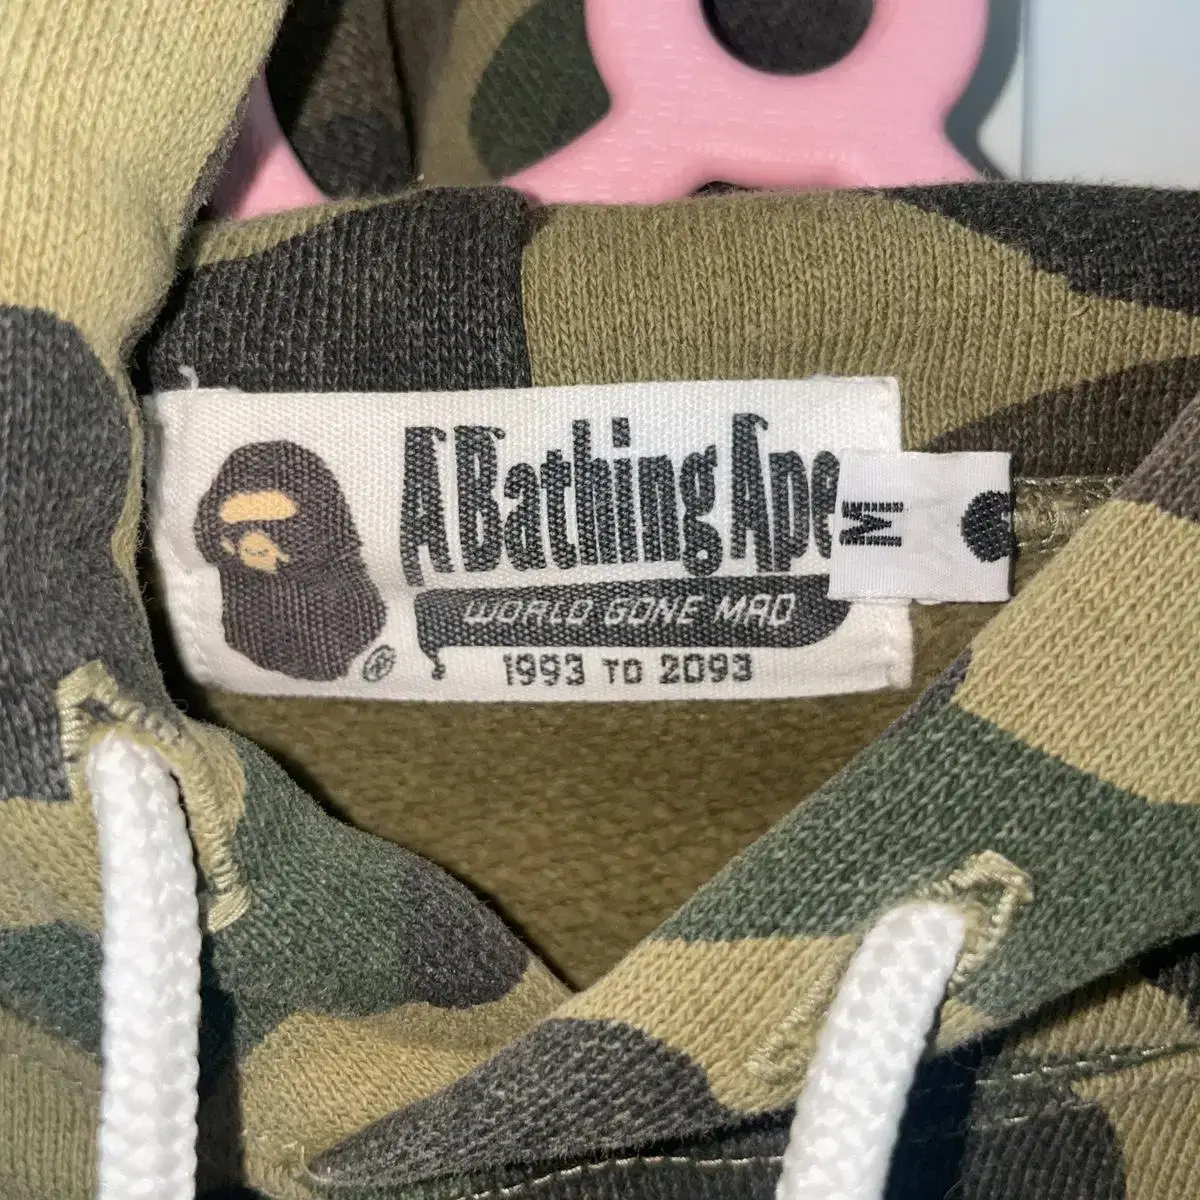 A Bathing Ape
WORLD GONE MAD
1993 TO 2093
®
M